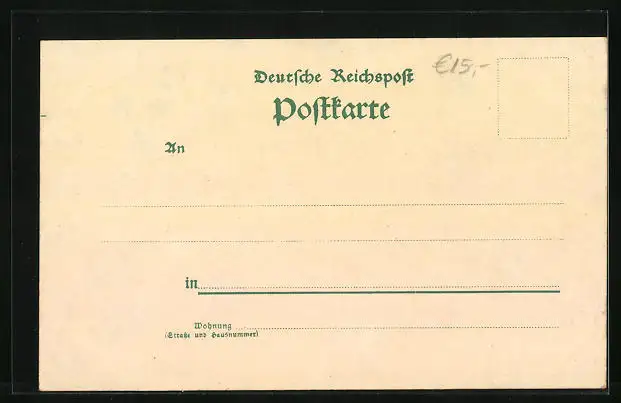 Deutsche Reichspost
€15,-
Postkarte
An
in
Wohnung
(Straße und Hausnummer)